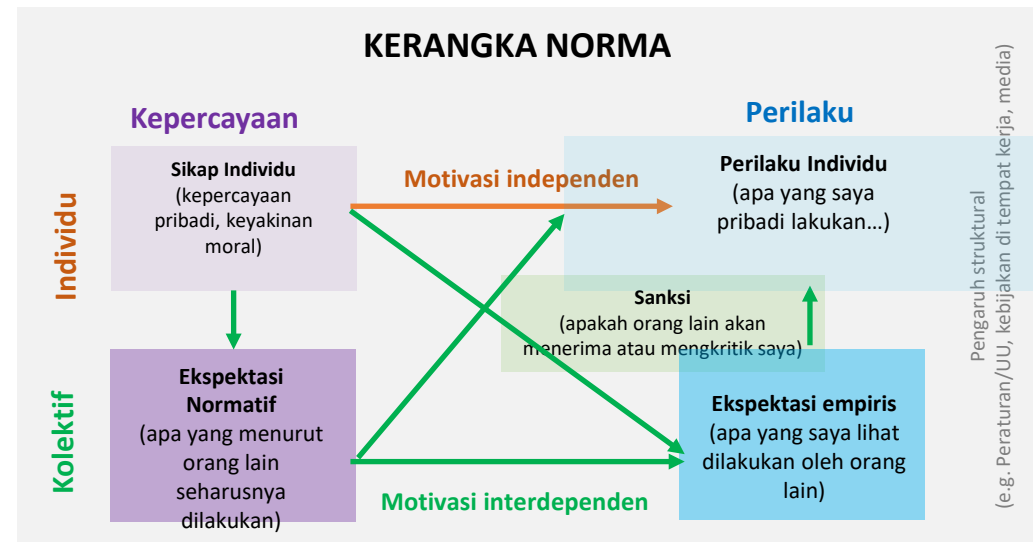 KERANGKA NORMA
Kepercayaan
Perilaku
Individu
Sikap Individu
(kepercayaan
pribadi, keyakinan
moral)
Motivasi independen
Perilaku Individu
(apa yang saya
pribadi lakukan…)
Sanksi
(apakah orang lain akan
menerima atau mengkritik saya)
Kolektif
Ekspektasi
Normatif
(apa yang menurut
orang lain
seharusnya
dilakukan)
Motivasi interdependen
Ekspektasi empiris
(apa yang saya lihat
dilakukan oleh orang
lain)
Pengaruh struktural
(e.g. Peraturan/UU, kebijakan di tempat kerja, media)